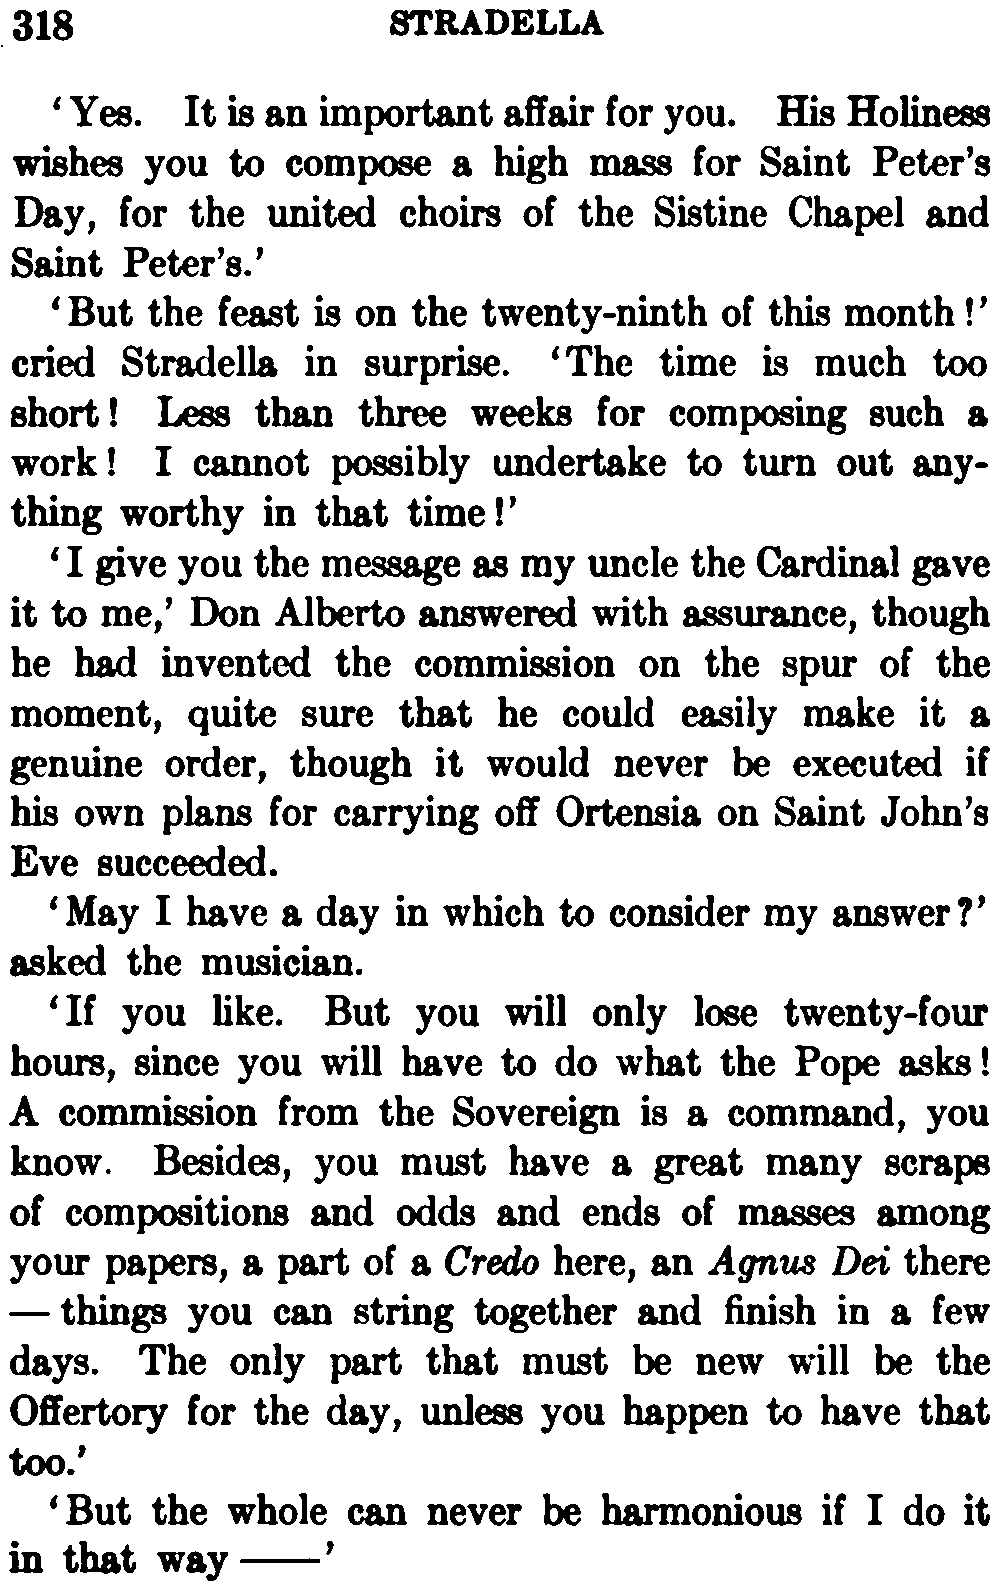 318 STRADELLA
‘Yes. It is an important affair for you. His Holiness
wishes you to compose a high mass for Saint Peter’s
Day, for the united choirs of the Sistine Chapel and
Saint Peter’s.’
‘But the feast is on the twenty-ninth of this month!’
cried Stradella in surprise. ‘The time is much too
short! Less than three weeks for composing such a
work! I cannot possibly undertake to turn out any-
thing worthy in that time!’
‘I give you the message as my uncle the Cardinal gave
it to me,’ Don Alberto answered with assurance, though
he had invented the commission on the spur of the
moment, quite sure that he could easily make it a
genuine order, though it would never be executed if
his own plans for carrying off Ortensia on Saint John’s
Eve succeeded.
‘May I have a day in which to consider my answer?’
asked the musician.
‘If you like. But you will only lose twenty-four
hours, since you will have to do what the Pope asks!
A commission from the Sovereign is a command, you
know. Besides, you must have a great many scraps
of compositions and odds and ends of masses among
your papers, a part of a Credo here, an Agnus Dei there
— things you can string together and finish in a few
days. The only part that must be new will be the
Offertory for the day, unless you happen to have that
too.’
‘But the whole can never be harmonious if I do it
in that way ——’